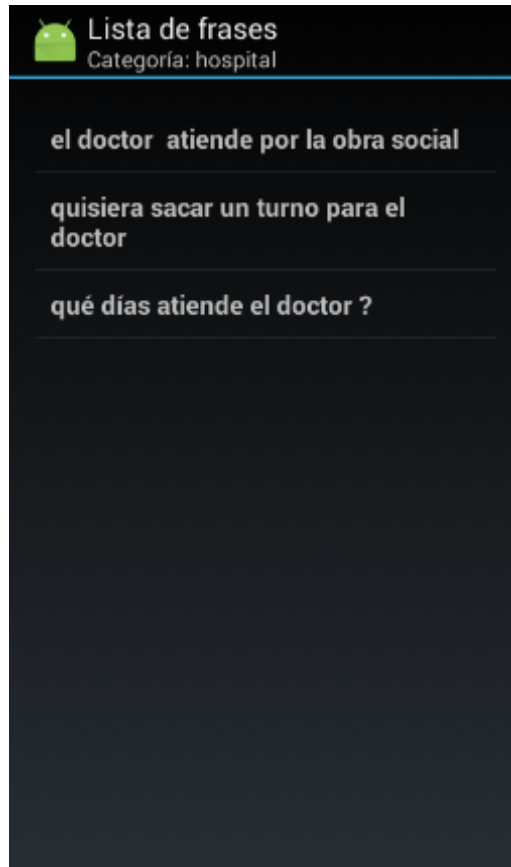 Lista de frases
Categoría: hospital
el doctor  atiende por la obra social
quisiera sacar un turno para el
doctor
qué días atiende el doctor ?